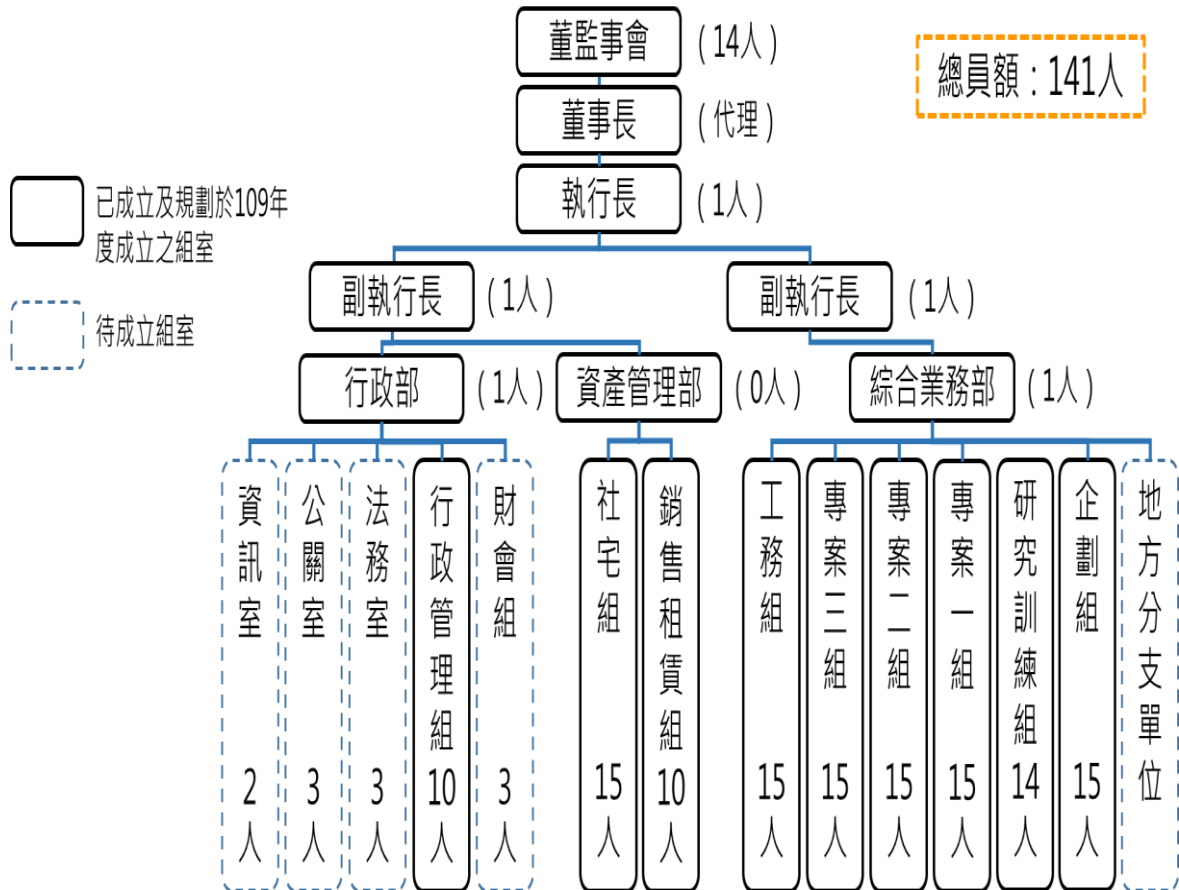 董監事會 (14人)
總員額：141人
董事長 (代理)
執行長 (1人)
已成立及規劃於109年
度成立之組室
待成立組室
副執行長 (1人)
副執行長 (1人)
行政部 (1人)
資產管理部 (0人)
綜合業務部 (1人)
資訊室 2人
公關室 3人
法務室 3人
行政管理組 10人
財會組 3人
社宅組 15人
銷售租賃組 10人
工務組 15人
專案三組 15人
專案二組 15人
專案一組 15人
研究訓練組 14人
企劃組 15人
地方分支單位